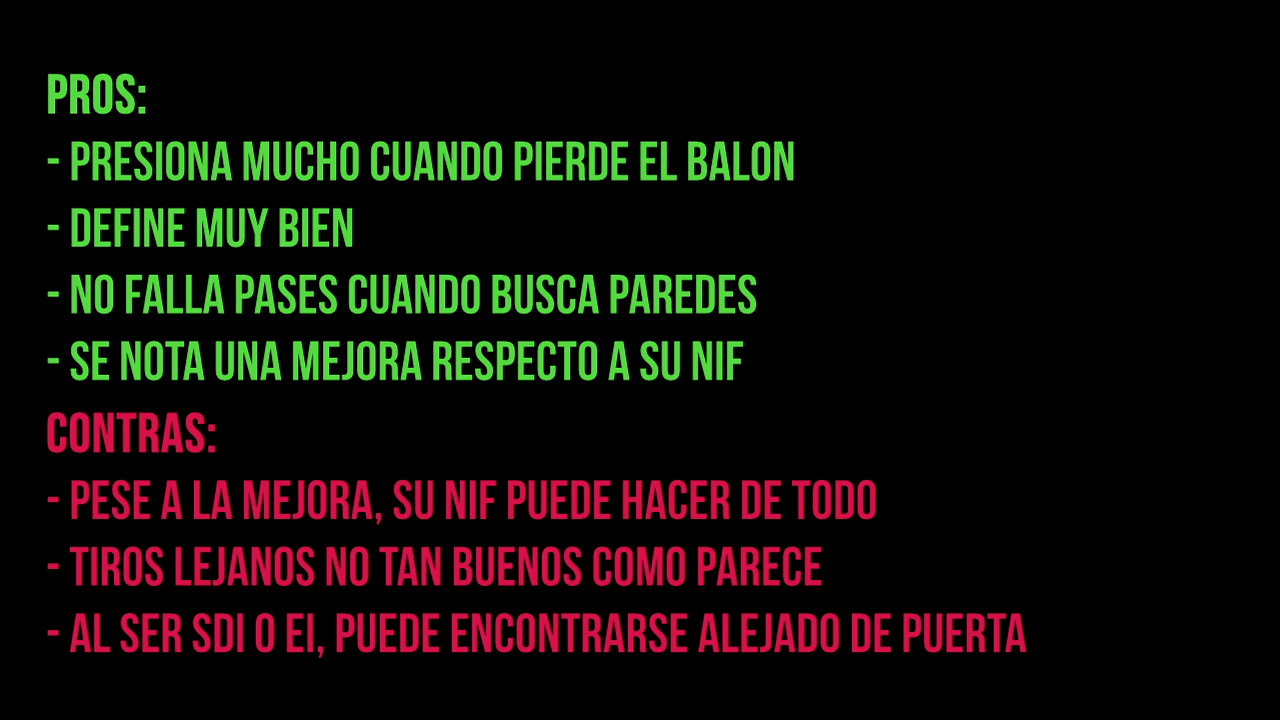 PROS:
- PRESIONA MUCHO CUANDO PIERDE EL BALON
- DEFINE MUY BIEN
- NO FALLA PASES CUANDO BUSCA PAREDES
- SE NOTA UNA MEJORA RESPECTO A SU NIF
CONTRAS:
- PESE A LA MEJORA, SU NIF PUEDE HACER DE TODO
- TIROS LEJANOS NO TAN BUENOS COMO PARECE
- AL SER SDI O EI, PUEDE ENCONTRARSE ALEJADO DE PUERTA